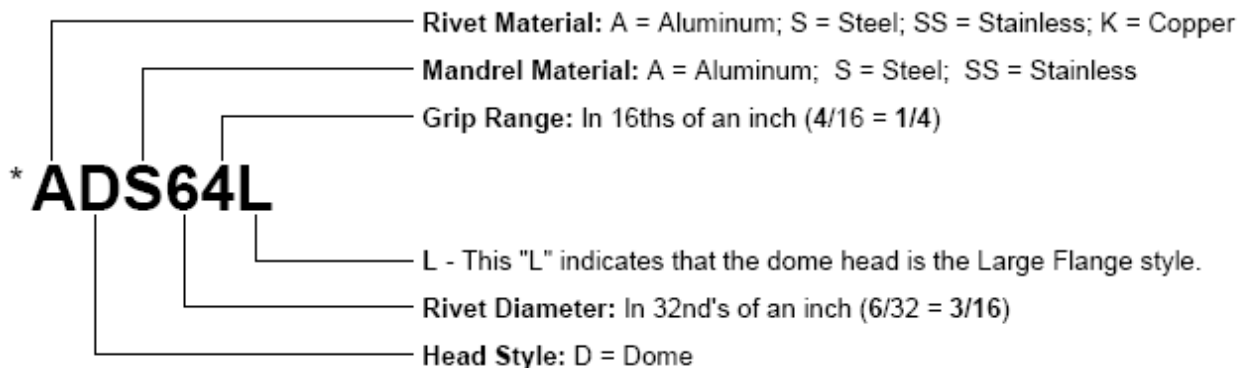 Rivet Material: A = Aluminum; S = Steel; SS = Stainless; K = Copper
Mandrel Material: A = Aluminum;  S = Steel;  SS = Stainless
Grip Range: In 16ths of an inch (4/16 = 1/4)
* ADS64L
L - This "L" indicates that the dome head is the Large Flange style.
Rivet Diameter: In 32nd's of an inch (6/32 = 3/16)
Head Style: D = Dome